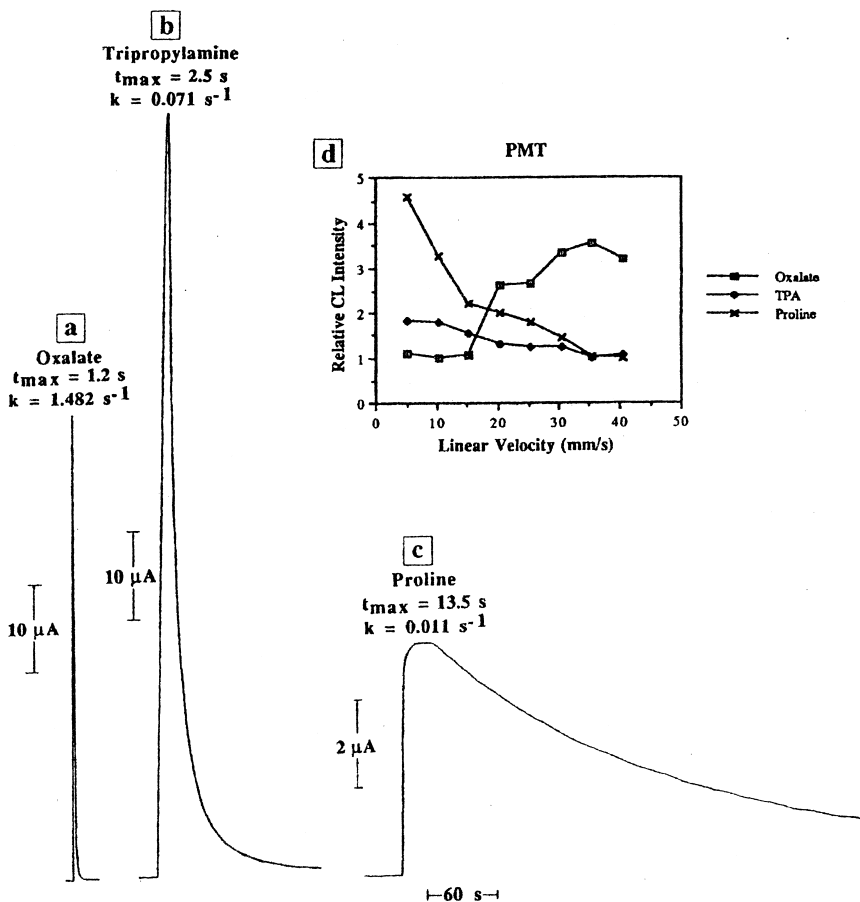 b
Tripropylamine
tmax = 2.5 s
k = 0.071 s-1
a
Oxalate
tmax = 1.2 s
k = 1.482 s-1
10 µA
10 µA
d
PMT
Relative CL Intensity
5
4
3
2
1
0
0 10 20 30 40 50
Linear Velocity (mm/s)
Oxalate
TPA
Proline
c
Proline
tmax = 13.5 s
k = 0.011 s-1
2 µA
60 s